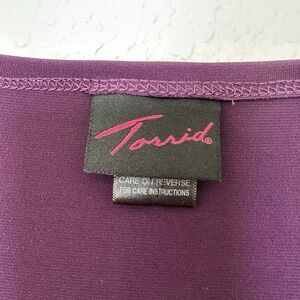 Torrid®
CARE ON REVERSE
FOR CARE INSTRUCTIONS